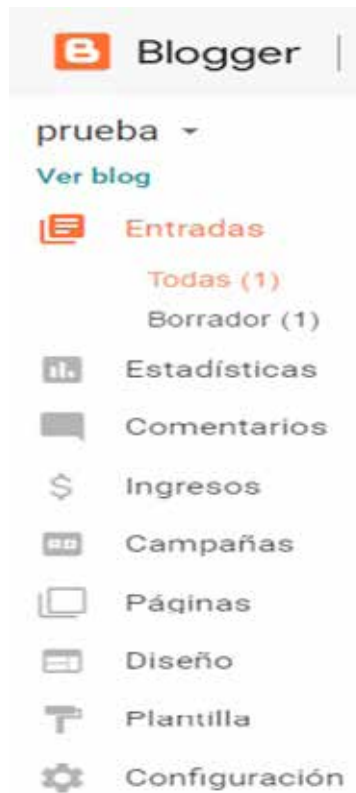 Blogger
prueba
Ver blog
Entradas
Todas (1)
Borrador (1)
Estadísticas
Comentarios
$ Ingresos
Campañas
Páginas
Diseño
Plantilla
Configuración